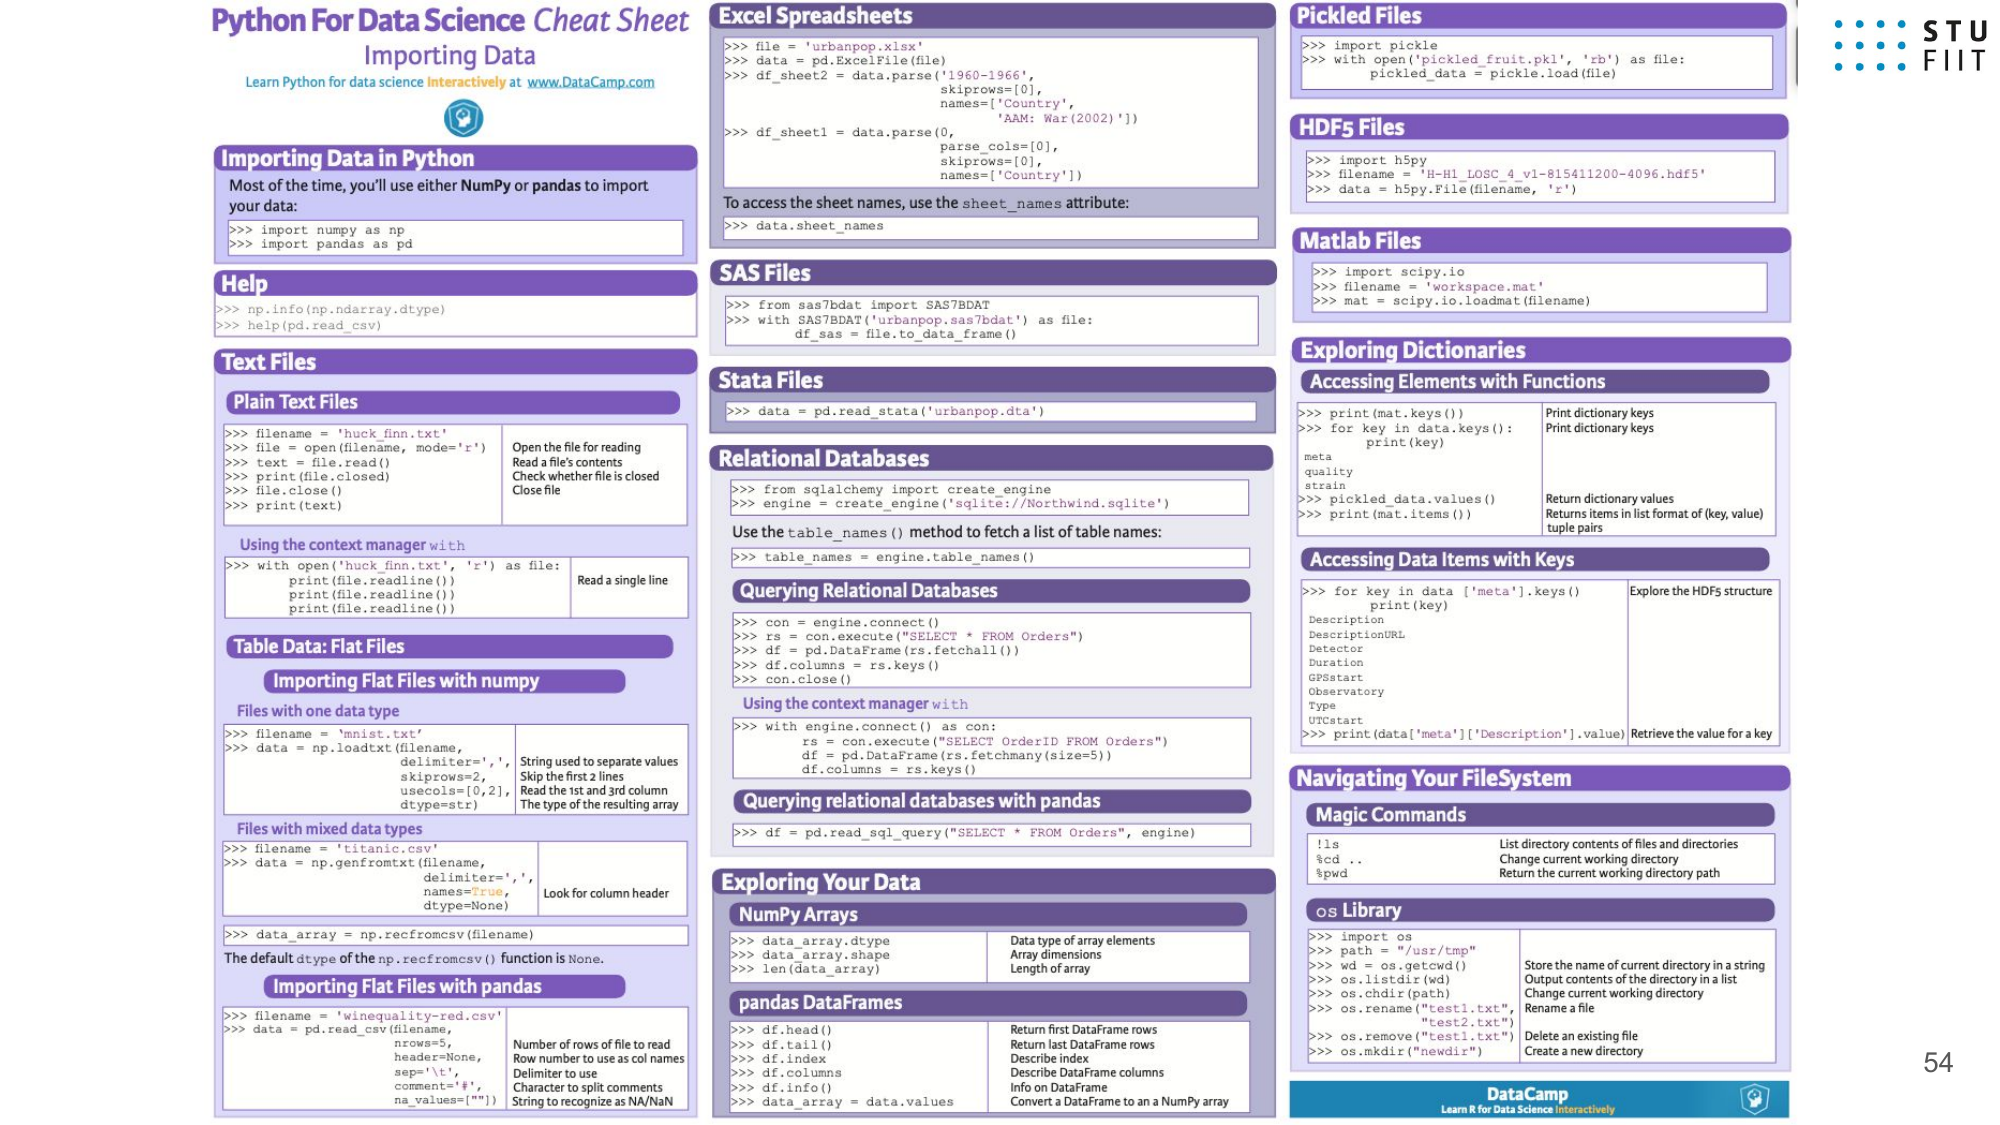 Python For Data Science Cheat Sheet
Importing Data
Learn Python for data science Interactively at www.DataCamp.com
Importing Data in Python
Most of the time, you'll use either NumPy or pandas to import
your data:
>>> import numpy as np
>>> import pandas as pd
Help
>>> np.info(np.ndarray.dtype)
>>> help(pd.read_csv)
Text Files
Plain Text Files
>>> filename = 'huck_finn.txt'
>>> file = open(filename, mode='r') Open the file for reading
>>> text = file.read() Read a file's contents
>>> print(file.closed) Check whether file is closed
>>> file.close() Close file
>>> print(text)
Using the context manager with
>>> with open('huck_finn.txt', 'r') as file:
print(file.readline()) Read a single line
print(file.readline())
print(file.readline())
Table Data: Flat Files
Importing Flat Files with numpy
Files with one data type
>>> filename = 'mnist.txt'
>>> data = np.loadtxt(filename,
delimiter=',', String used to separate values
skiprows=2, Skip the first 2 lines
usecols=[0,2], Read the 1st and 3rd column
dtype=str) The type of the resulting array
Files with mixed data types
>>> filename = 'titanic.csv'
>>> data = np.genfromtxt(filename,
delimiter=',',
names=True, Look for column header
dtype=None)
>>> data_array = np.recfromcsv(filename)
The default dtype of the np.recfromcsv() function is None.
Importing Flat Files with pandas
>>> filename = 'winequality-red.csv'
>>> data = pd.read_csv(filename,
nrows=5, Number of rows of file to read
header=None, Row number to use as col names
sep='\t', Delimiter to use
comment='#', Character to split comments
na_values=[""]) String to recognize as NA/NaN
Excel Spreadsheets
>>> file = 'urbanpop.xlsx'
>>> data = pd.ExcelFile(file)
>>> df_sheet2 = data.parse('1960-1966',
skiprows=[0],
names=['Country',
'AAM: War(2002)'])
>>> df_sheet1 = data.parse(0,
parse_cols=[0],
skiprows=[0],
names=['Country'])
To access the sheet names, use the sheet_names attribute:
>>> data.sheet_names
SAS Files
>>> from sas7bdat import SAS7BDAT
>>> with SAS7BDAT('urbanpop.sas7bdat') as file:
df_sas = file.to_data_frame()
Stata Files
>>> data = pd.read_stata('urbanpop.dta')
Relational Databases
>>> from sqlalchemy import create_engine
>>> engine = create_engine('sqlite://Northwind.sqlite')
Use the table_names() method to fetch a list of table names:
>>> table_names = engine.table_names()
Querying Relational Databases
>>> con = engine.connect()
>>> rs = con.execute("SELECT * FROM Orders")
>>> df = pd.DataFrame(rs.fetchall())
>>> df.columns = rs.keys()
>>> con.close()
Using the context manager with
>>> with engine.connect() as con:
rs = con.execute("SELECT OrderID FROM Orders")
df = pd.DataFrame(rs.fetchmany(size=5))
df.columns = rs.keys()
Querying relational databases with pandas
>>> df = pd.read_sql_query("SELECT * FROM Orders", engine)
Exploring Your Data
NumPy Arrays
>>> data_array.dtype Data type of array elements
>>> data_array.shape Array dimensions
>>> len(data_array) Length of array
pandas DataFrames
>>> df.head() Return first DataFrame rows
>>> df.tail() Return last DataFrame rows
>>> df.index Describe index
>>> df.columns Describe DataFrame columns
>>> df.info() Info on DataFrame
>>> data_array = data.values Convert a DataFrame to an a NumPy array
Pickled Files
>>> import pickle
>>> with open('pickled_fruit.pkl', 'rb') as file:
pickled_data = pickle.load(file)
HDF5 Files
>>> import h5py
>>> filename = 'H-H1_LOSC_4_v1-815411200-4096.hdf5'
>>> data = h5py.File(filename, 'r')
Matlab Files
>>> import scipy.io
>>> filename = 'workspace.mat'
>>> mat = scipy.io.loadmat(filename)
Exploring Dictionaries
Accessing Elements with Functions
>>> print(mat.keys()) Print dictionary keys
>>> for key in data.keys(): Print dictionary keys
print(key)
meta
quality
strain
>>> pickled_data.values() Return dictionary values
>>> print(mat.items()) Returns items in list format of (key, value)
tuple pairs
Accessing Data Items with Keys
>>> for key in data ['meta'].keys() Explore the HDF5 structure
print(key)
Description
DescriptionURL
Detector
Duration
GPSstart
Observatory
Type
UTCstart
>>> print(data['meta']['Description'].value) Retrieve the value for a key
Navigating Your FileSystem
Magic Commands
!ls List directory contents of files and directories
%cd .. Change current working directory
%pwd Return the current working directory path
os Library
>>> import os
>>> path = "/usr/tmp"
>>> wd = os.getcwd() Store the name of current directory in a string
>>> os.listdir(wd) Output contents of the directory in a list
>>> os.chdir(path) Change current working directory
>>> os.rename("test1.txt", Rename a file
"test2.txt")
>>> os.remove("test1.txt") Delete an existing file
>>> os.mkdir("newdir") Create a new directory
DataCamp
Learn R for Data Science Interactively
STU
FIIT
54